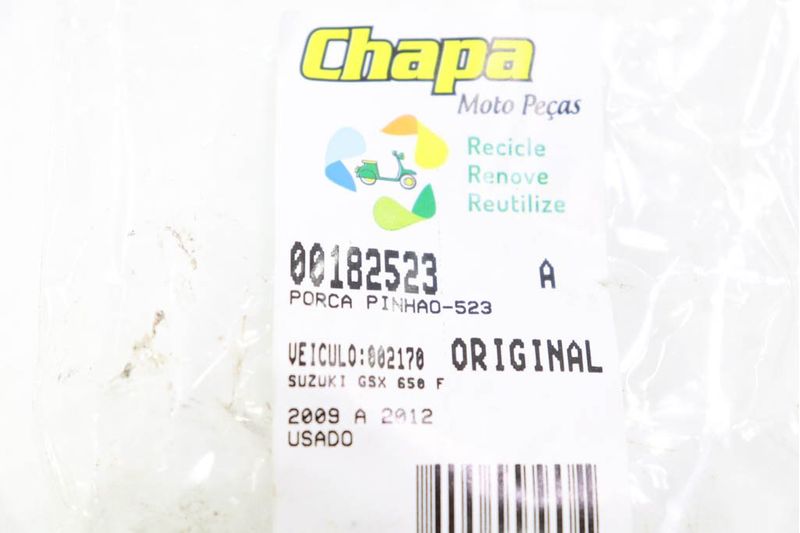 Chapa
Moto Peças
Recicle
Renove
Reutilize
00182523 A
PORCA PINHAO-523
VEICULO:002170 ORIGINAL
SUZUKI GSX 650 F
2009 A 2012
USADO